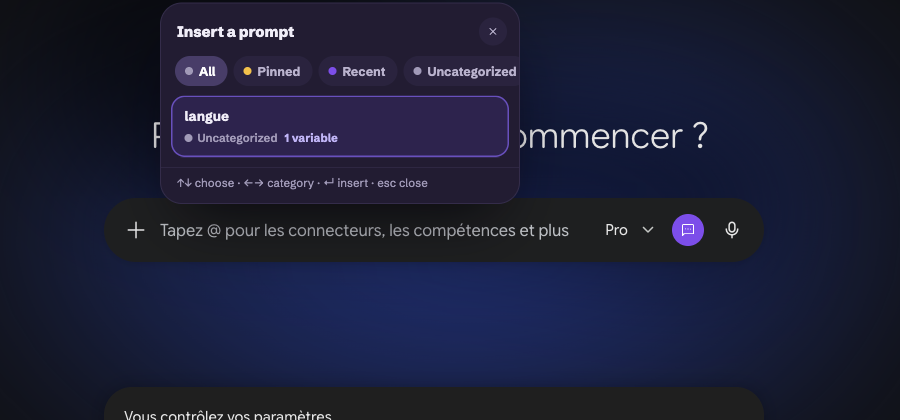 Insert a prompt
All
Pinned
Recent
Uncategorized
langue
Uncategorized 1 variable
ommencer ?
↑↓ choose · ←→ category · ↵ insert · esc close
Tapez @ pour les connecteurs, les compétences et plus
Pro
Vous contrôlez vos paramètres